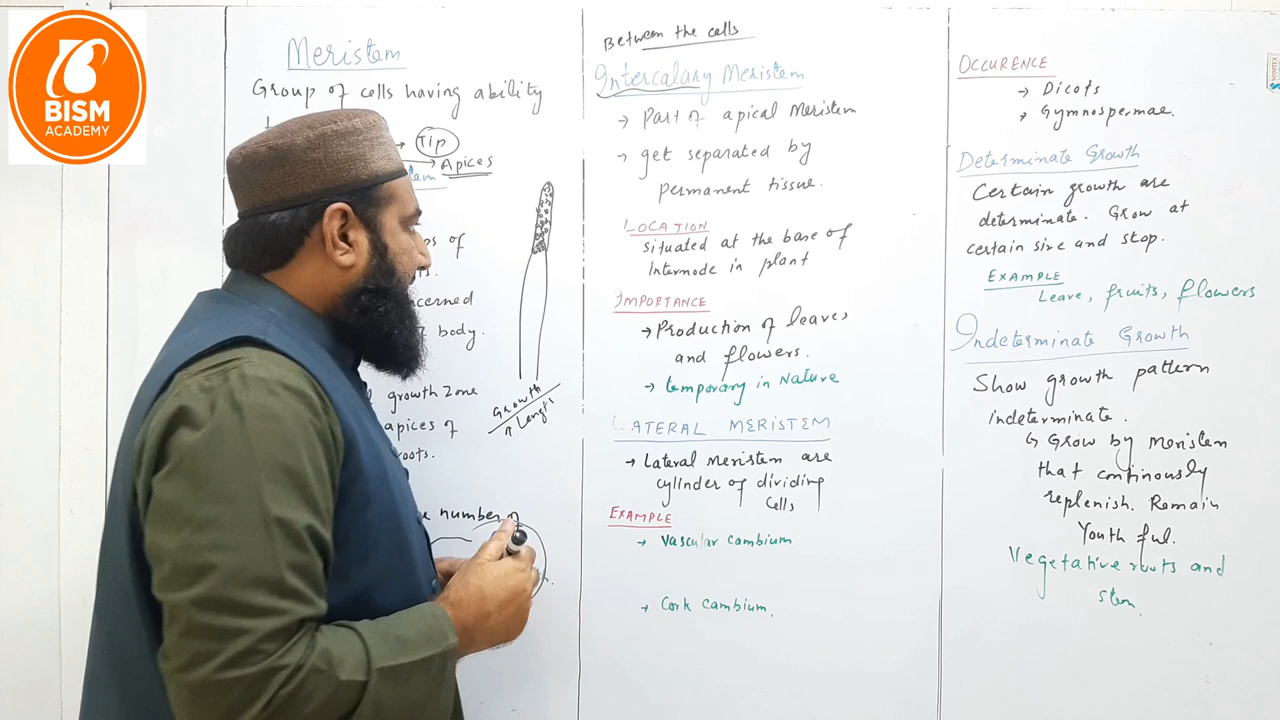 BISM
ACADEMY
Meristem
Group of cells having ability
→ Tip
→ Apices
of
body.
growth Zone
apices of
roots.
number of
Growth
Length
Between the cells
Intercalary Meristem
→ Part of apical Meristem
→ get separated by
permanent tissue.
LOCATION
situated at the base of
Internode in plant
IMPORTANCE
→ Production of leaves
and flowers.
→ temporary in Nature
LATERAL MERISTEM
→ Lateral Meristem are
cylinder of dividing
cells
EXAMPLE
→ Vascular cambium
→ Cork cambium.
OCCURENCE
→ Dicots
→ Gymnospermae.
Determinate Growth
Certain growth are
determinate. Grow at
certain size and stop.
EXAMPLE
Leave, fruits, flowers
Indeterminate Growth
Show growth pattern
indeterminate.
↳ Grow by Meristem
that continously
replenish. Remain
Youth ful.
Vegetative roots and
stem.